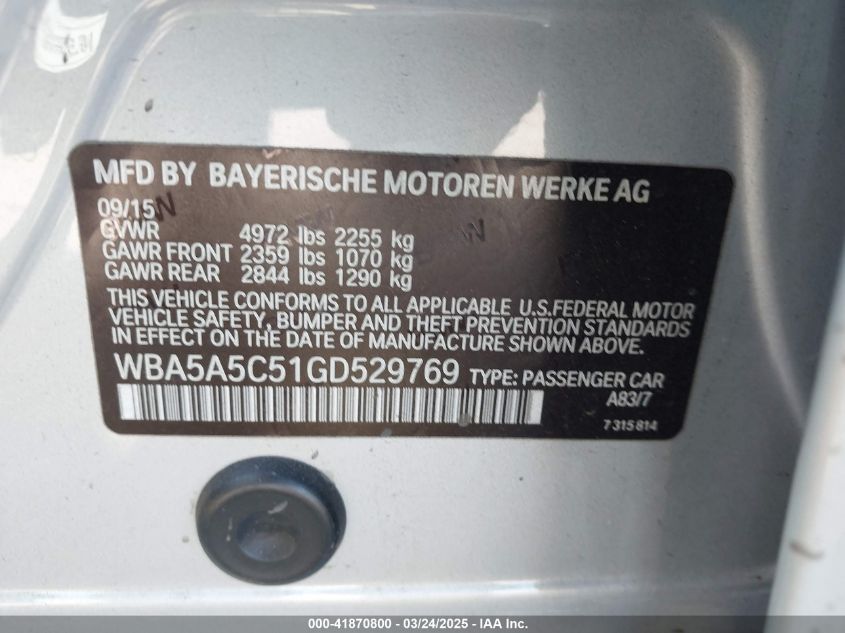 MFD BY BAYERISCHE MOTOREN WERKE AG
09/15
GVWR 4972 lbs 2255 kg
GAWR FRONT 2359 lbs 1070 kg
GAWR REAR 2844 lbs 1290 kg
THIS VEHICLE CONFORMS TO ALL APPLICABLE U.S.FEDERAL MOTOR
VEHICLE SAFETY, BUMPER AND THEFT PREVENTION STANDARDS
IN EFFECT ON THE DATE OF MANUFACTURE SHOWN ABOVE.
WBA5A5C51GD529769 TYPE: PASSENGER CAR
A83/7
7 315 814
000-41870800 - 03/24/2025 - IAA Inc.